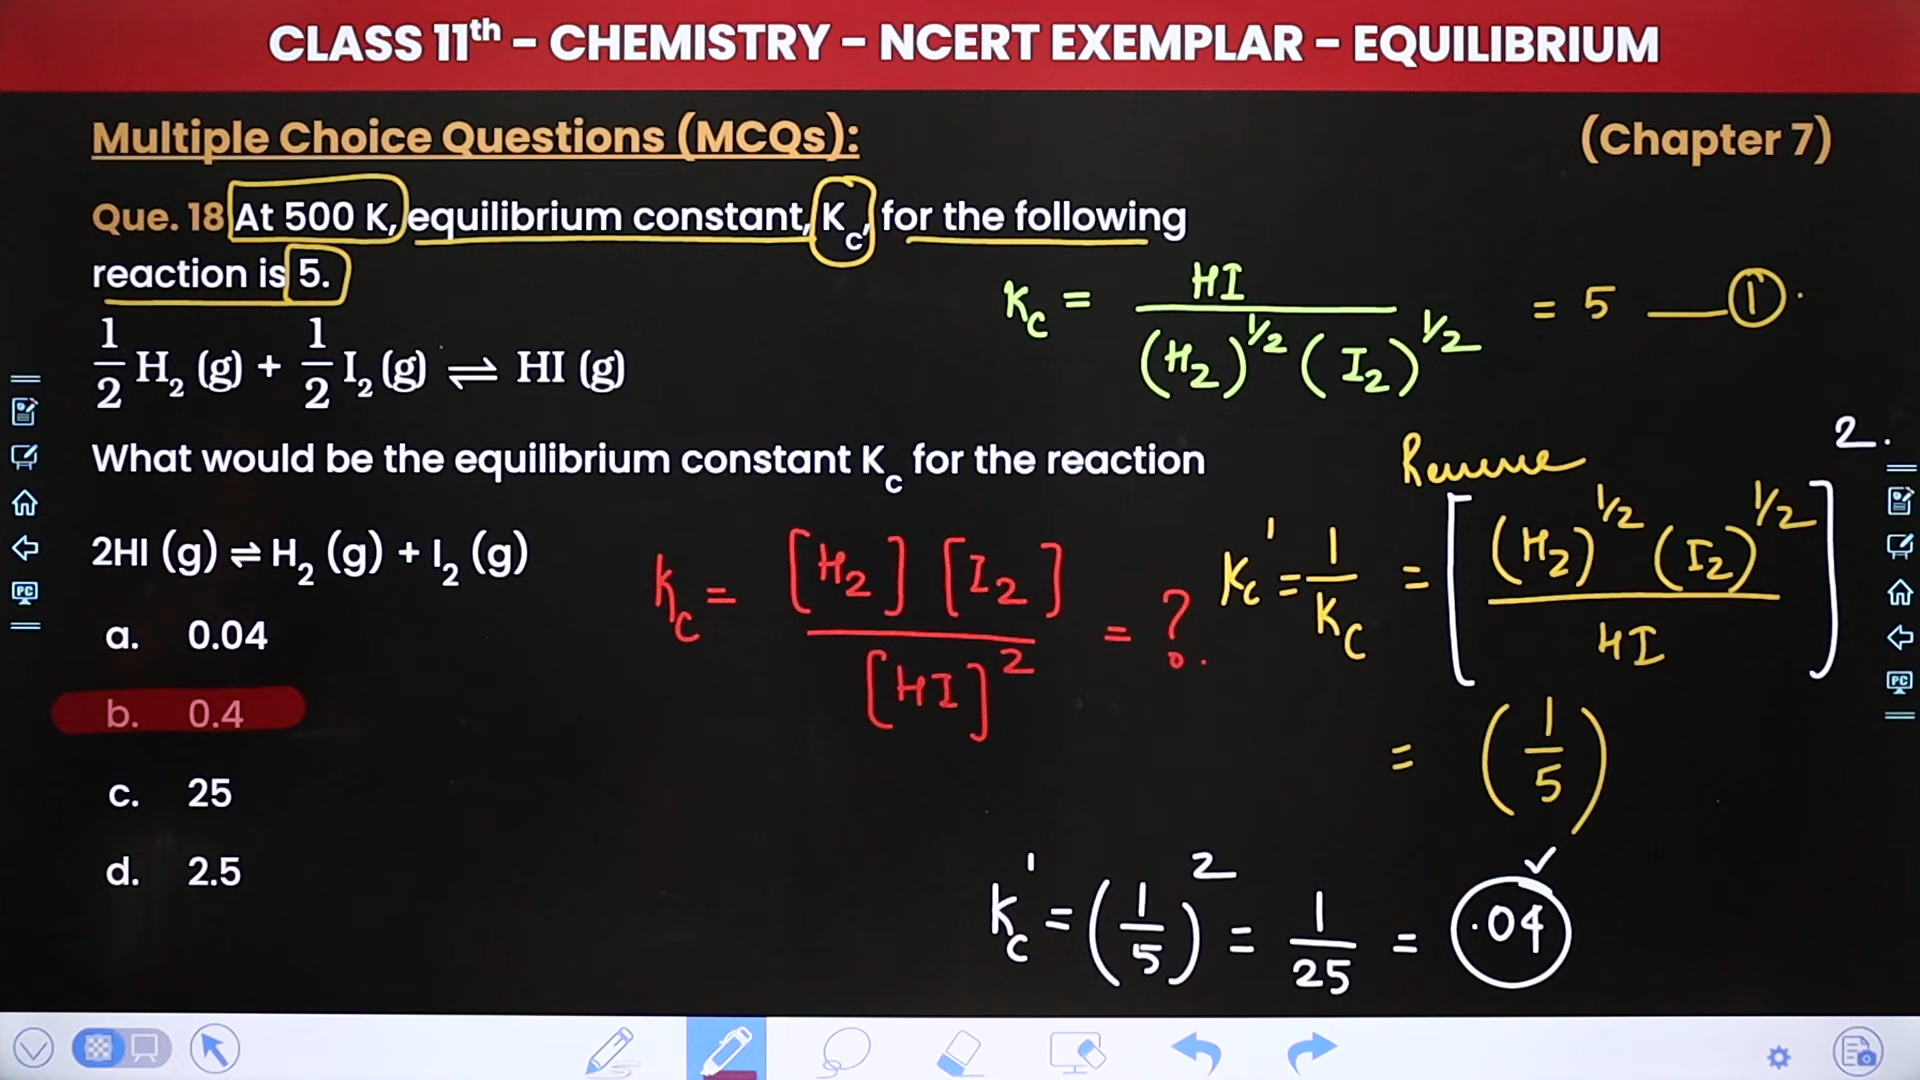 CLASS 11th - CHEMISTRY - NCERT EXEMPLAR - EQUILIBRIUM
Multiple Choice Questions (MCQs):
(Chapter 7)
Que. 18 At 500 K, equilibrium constant, Kc, for the following
reaction is 5.
1/2 H₂ (g) + 1/2 I₂ (g) ⇌ HI (g)
Kc = HI / (H₂)^1/2 (I₂)^1/2 = 5 — ①
What would be the equilibrium constant Kc for the reaction
2HI (g) ⇌ H₂ (g) + I₂ (g)
Kc = [H₂] [I₂] / [HI]² = ?
Reverse
Kc' = 1/Kc = [(H₂)^1/2 (I₂)^1/2 / HI]²
= (1/5)
a. 0.04
b. 0.4
c. 25
d. 2.5
Kc' = (1/5)² = 1/25 = .04 ✓
PC
PC